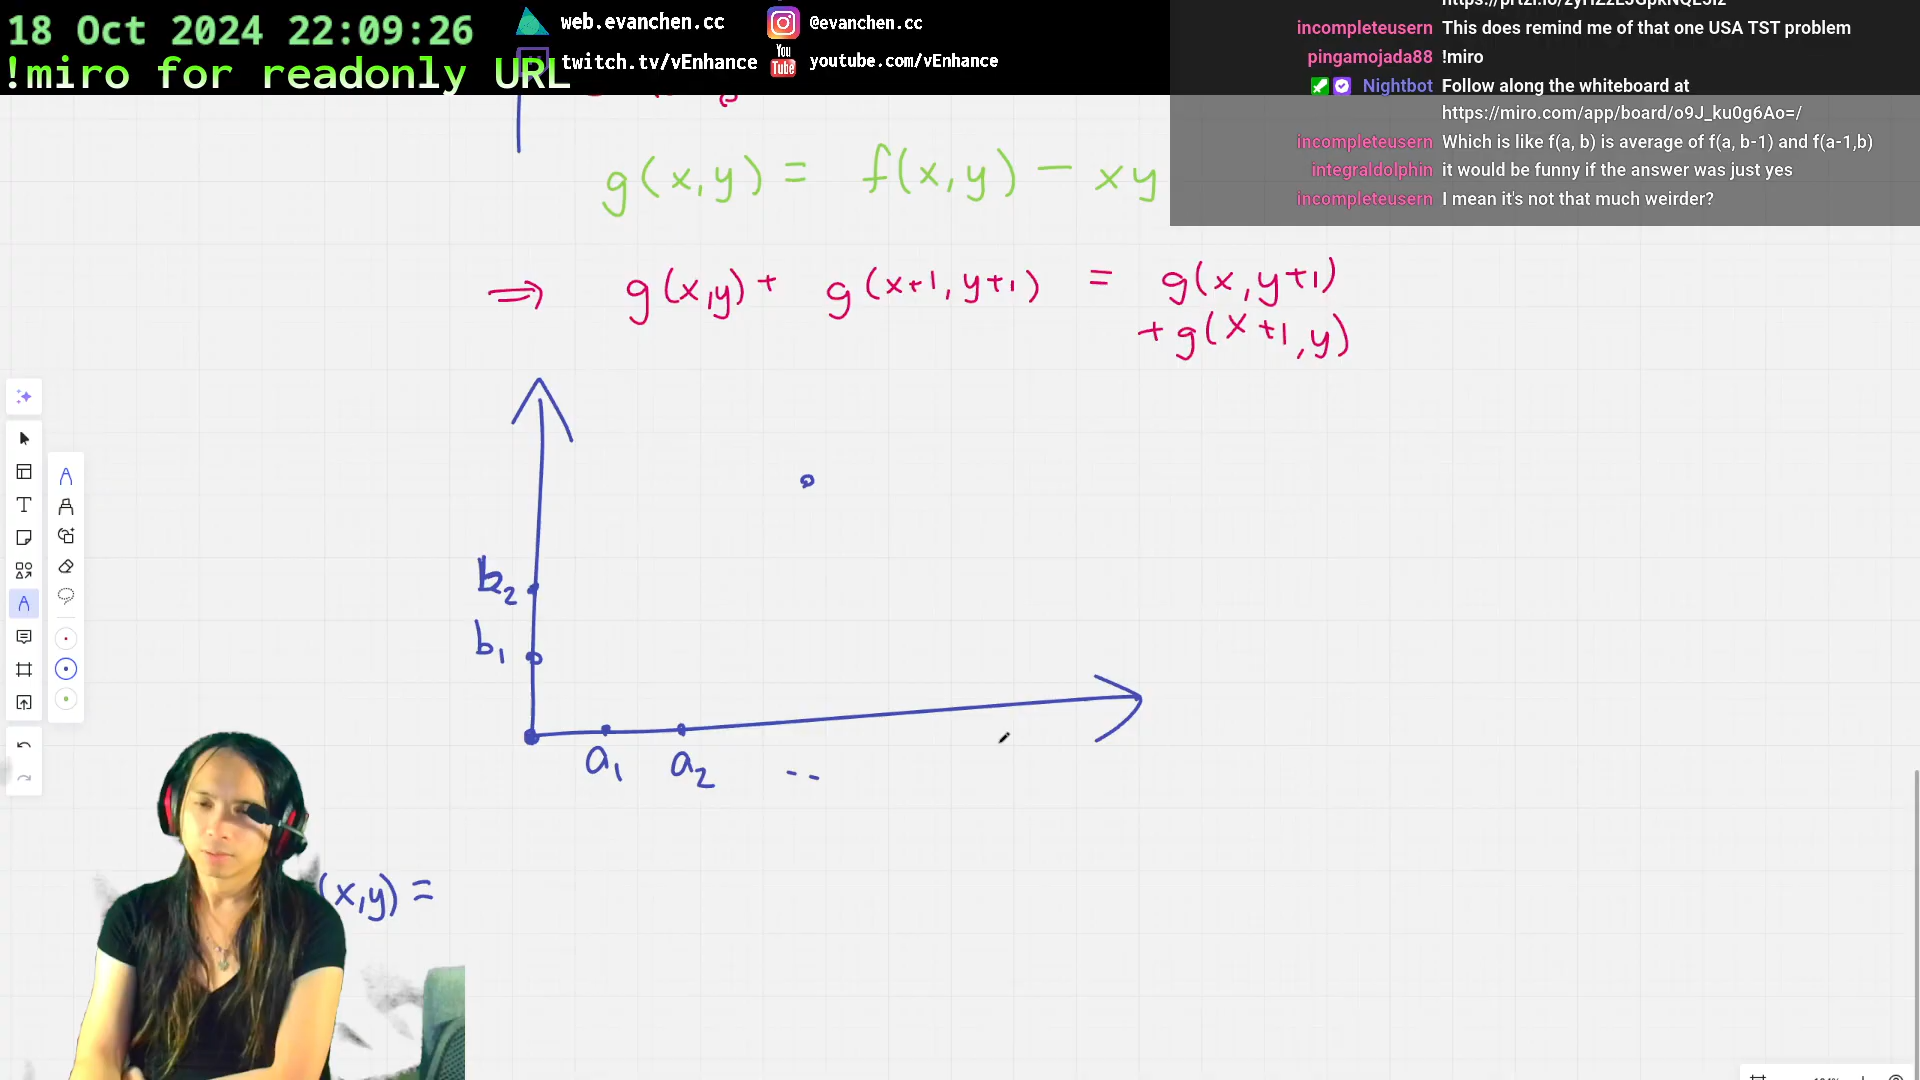 18 Oct 2024 22:09:26
!miro for readonly URL
web.evanchen.cc
@evanchen.cc
twitch.tv/vEnhance
You Tube
youtube.com/vEnhance
incompleteusern This does remind me of that one USA TST problem
pingamojada88 !miro
Nightbot Follow along the whiteboard at
https://miro.com/app/board/o9J_ku0g6Ao=/
incompleteusern Which is like f(a, b) is average of f(a, b-1) and f(a-1,b)
integraldolphin it would be funny if the answer was just yes
incompleteusern I mean it's not that much weirder?
g(x,y) = f(x,y) - xy
⇒ g(x,y) + g(x+1, y+1) = g(x, y+1)
+ g(x+1, y)
b₂
b₁
a₁ a₂ --
(x,y) =